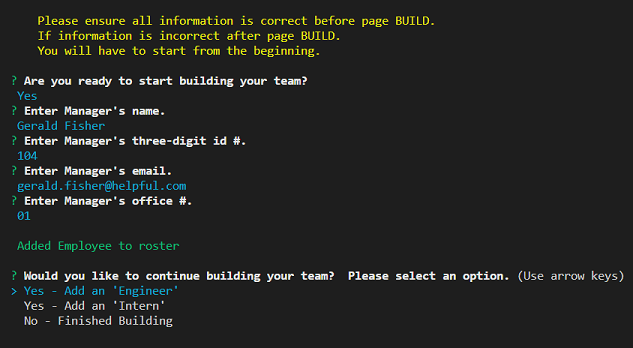 Please ensure all information is correct before page BUILD.
If information is incorrect after page BUILD.
You will have to start from the beginning.
? Are you ready to start building your team?
Yes
? Enter Manager's name.
Gerald Fisher
? Enter Manager's three-digit id #.
104
? Enter Manager's email.
gerald.fisher@helpful.com
? Enter Manager's office #.
01
Added Employee to roster
? Would you like to continue building your team?  Please select an option. (Use arrow keys)
> Yes - Add an 'Engineer'
Yes - Add an 'Intern'
No - Finished Building